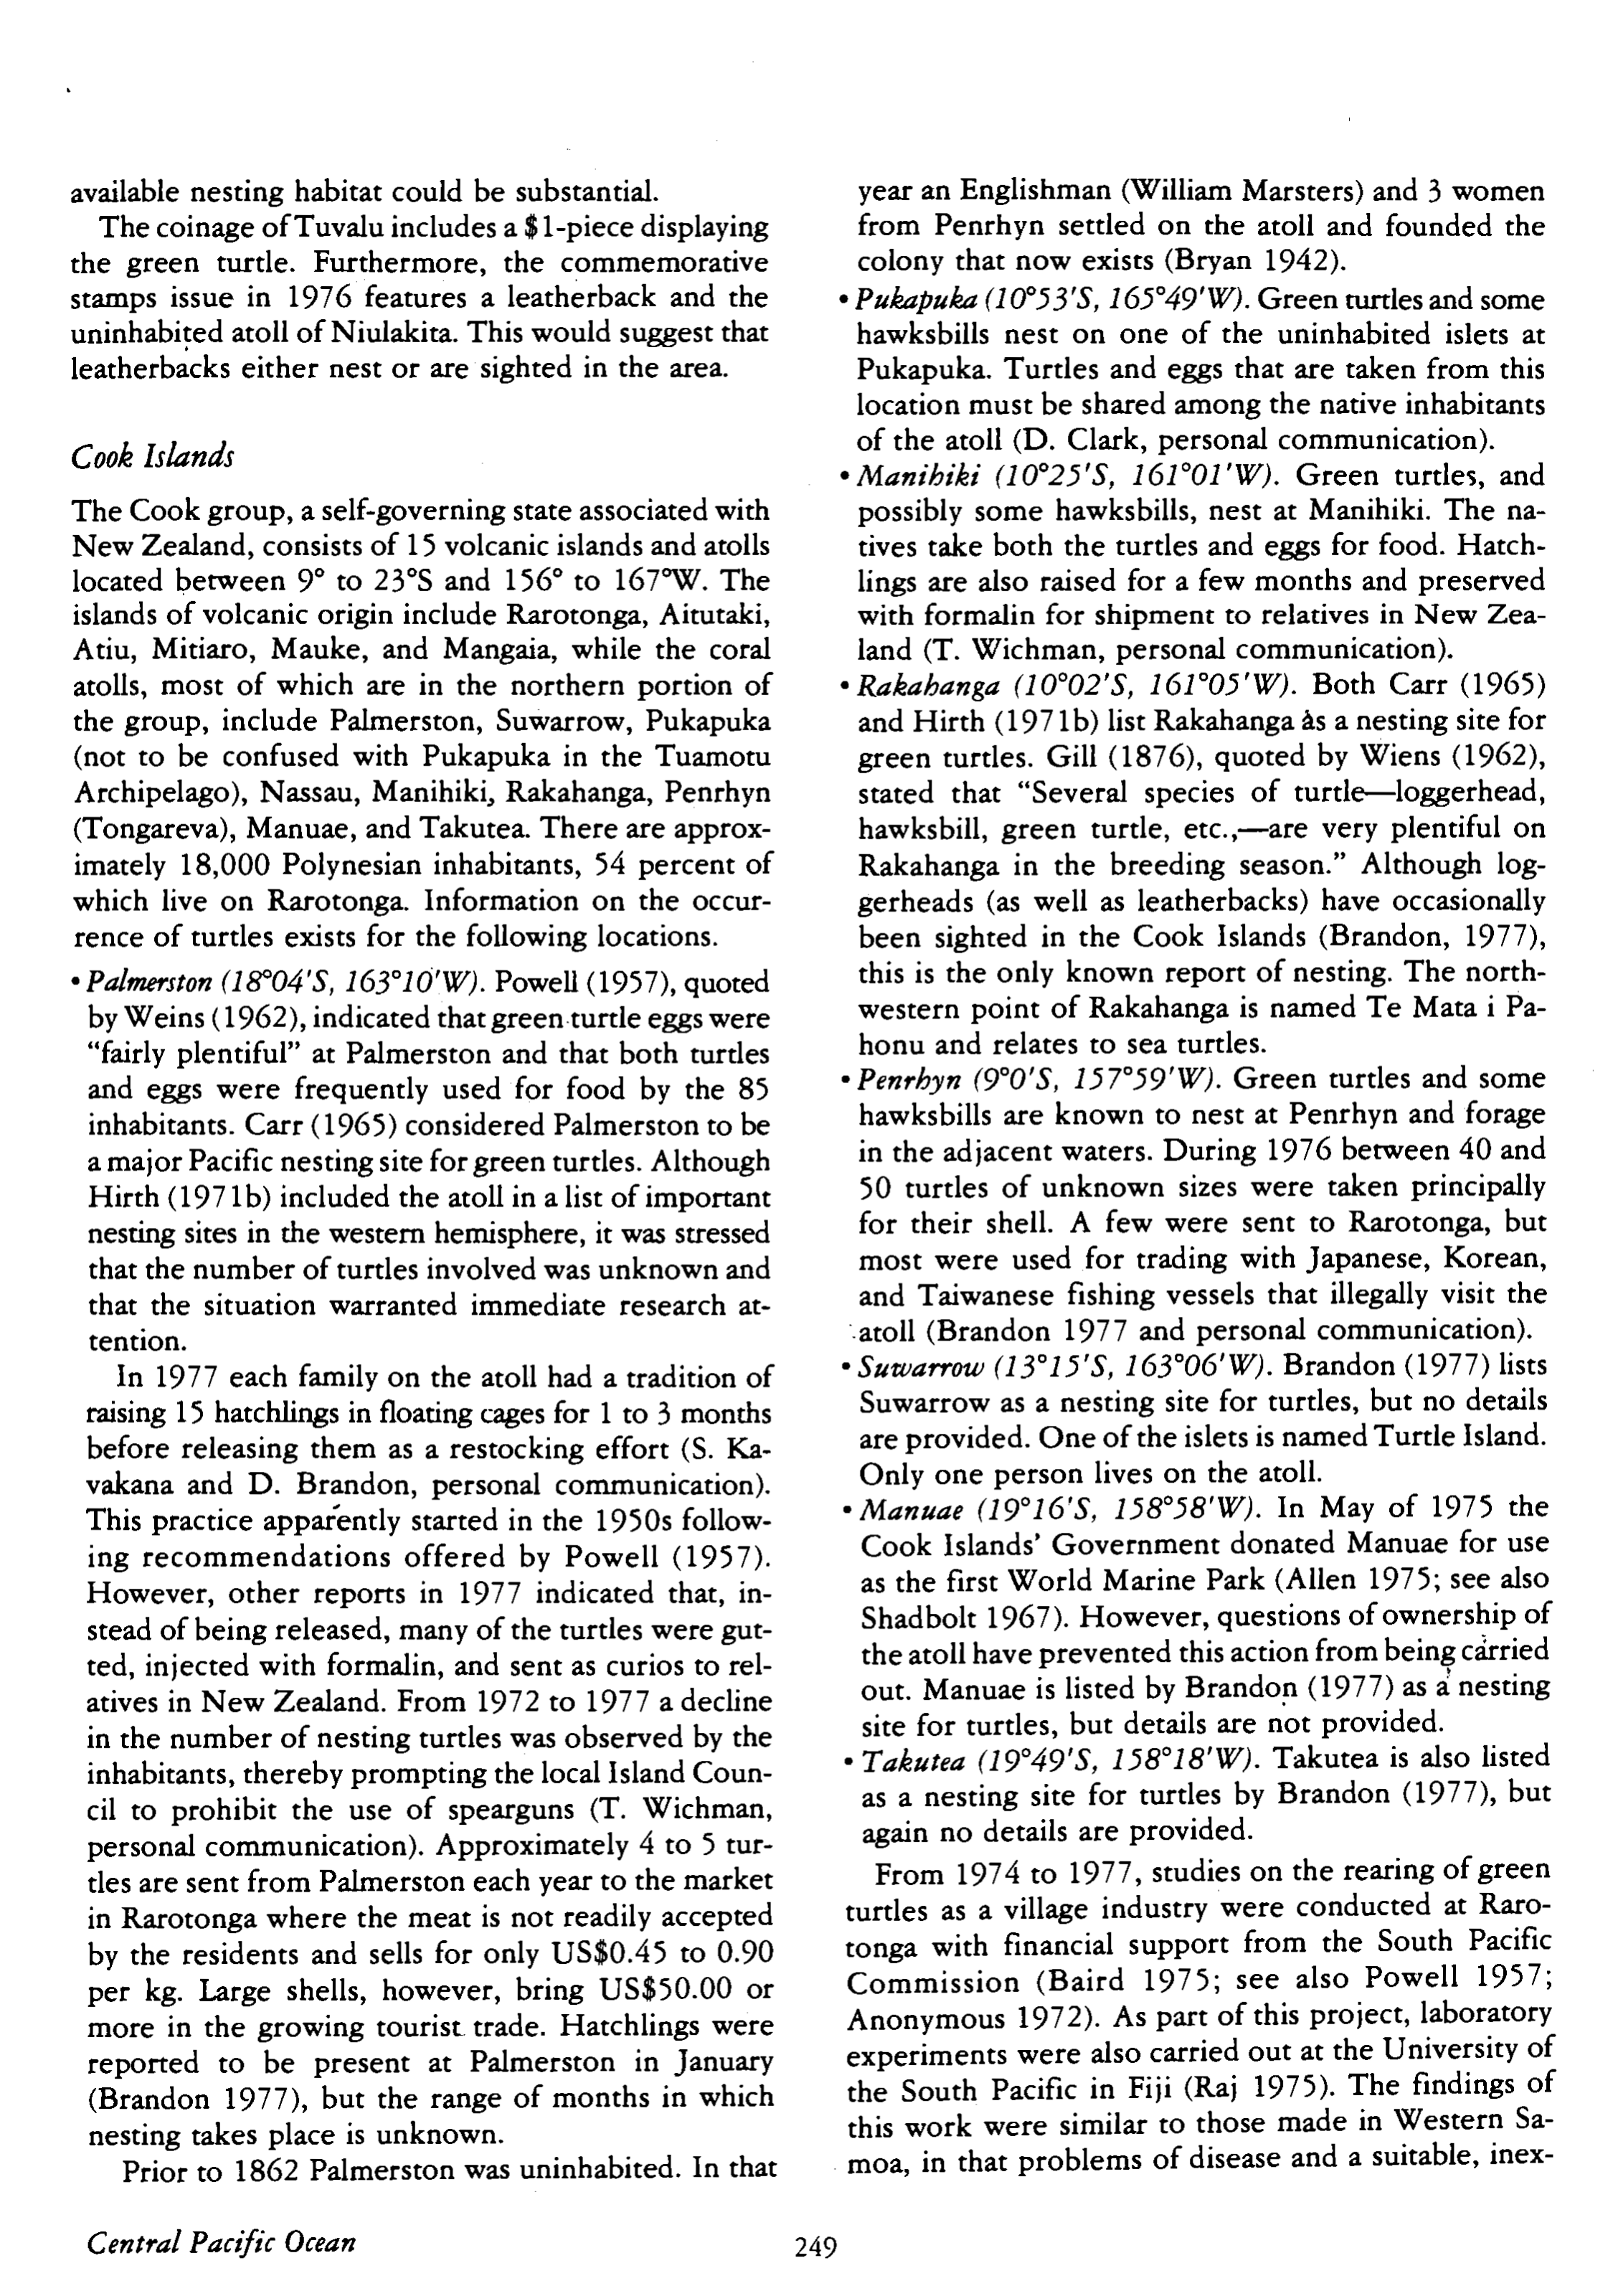 available nesting habitat could be substantial.
The coinage of Tuvalu includes a $1-piece displaying
the green turtle. Furthermore, the commemorative
stamps issue in 1976 features a leatherback and the
uninhabited atoll of Niulakita. This would suggest that
leatherbacks either nest or are sighted in the area.
Cook Islands
The Cook group, a self-governing state associated with
New Zealand, consists of 15 volcanic islands and atolls
located between 9° to 23°S and 156° to 167°W. The
islands of volcanic origin include Rarotonga, Aitutaki,
Atiu, Mitiaro, Mauke, and Mangaia, while the coral
atolls, most of which are in the northern portion of
the group, include Palmerston, Suwarrow, Pukapuka
(not to be confused with Pukapuka in the Tuamotu
Archipelago), Nassau, Manihiki, Rakahanga, Penrhyn
(Tongareva), Manuae, and Takutea. There are approx-
imately 18,000 Polynesian inhabitants, 54 percent of
which live on Rarotonga. Information on the occur-
rence of turtles exists for the following locations.
• Palmerston (18°04'S, 163°10'W). Powell (1957), quoted
by Weins (1962), indicated that green turtle eggs were
“fairly plentiful” at Palmerston and that both turtles
and eggs were frequently used for food by the 85
inhabitants. Carr (1965) considered Palmerston to be
a major Pacific nesting site for green turtles. Although
Hirth (1971b) included the atoll in a list of important
nesting sites in the western hemisphere, it was stressed
that the number of turtles involved was unknown and
that the situation warranted immediate research at-
tention.
In 1977 each family on the atoll had a tradition of
raising 15 hatchlings in floating cages for 1 to 3 months
before releasing them as a restocking effort (S. Ka-
vakana and D. Brandon, personal communication).
This practice apparently started in the 1950s follow-
ing recommendations offered by Powell (1957).
However, other reports in 1977 indicated that, in-
stead of being released, many of the turtles were gut-
ted, injected with formalin, and sent as curios to rel-
atives in New Zealand. From 1972 to 1977 a decline
in the number of nesting turtles was observed by the
inhabitants, thereby prompting the local Island Coun-
cil to prohibit the use of spearguns (T. Wichman,
personal communication). Approximately 4 to 5 tur-
tles are sent from Palmerston each year to the market
in Rarotonga where the meat is not readily accepted
by the residents and sells for only US$0.45 to 0.90
per kg. Large shells, however, bring US$50.00 or
more in the growing tourist trade. Hatchlings were
reported to be present at Palmerston in January
(Brandon 1977), but the range of months in which
nesting takes place is unknown.
Prior to 1862 Palmerston was uninhabited. In that
year an Englishman (William Marsters) and 3 women
from Penrhyn settled on the atoll and founded the
colony that now exists (Bryan 1942).
• Pukapuka (10°53'S, 165°49'W). Green turtles and some
hawksbills nest on one of the uninhabited islets at
Pukapuka. Turtles and eggs that are taken from this
location must be shared among the native inhabitants
of the atoll (D. Clark, personal communication).
• Manihiki (10°25'S, 161°01'W). Green turtles, and
possibly some hawksbills, nest at Manihiki. The na-
tives take both the turtles and eggs for food. Hatch-
lings are also raised for a few months and preserved
with formalin for shipment to relatives in New Zea-
land (T. Wichman, personal communication).
• Rakahanga (10°02'S, 161°05'W). Both Carr (1965)
and Hirth (1971b) list Rakahanga as a nesting site for
green turtles. Gill (1876), quoted by Wiens (1962),
stated that “Several species of turtle—loggerhead,
hawksbill, green turtle, etc.,—are very plentiful on
Rakahanga in the breeding season.” Although log-
gerheads (as well as leatherbacks) have occasionally
been sighted in the Cook Islands (Brandon, 1977),
this is the only known report of nesting. The north-
western point of Rakahanga is named Te Mata i Pa-
honu and relates to sea turtles.
• Penrhyn (9°0'S, 157°59'W). Green turtles and some
hawksbills are known to nest at Penrhyn and forage
in the adjacent waters. During 1976 between 40 and
50 turtles of unknown sizes were taken principally
for their shell. A few were sent to Rarotonga, but
most were used for trading with Japanese, Korean,
and Taiwanese fishing vessels that illegally visit the
atoll (Brandon 1977 and personal communication).
• Suwarrow (13°15'S, 163°06'W). Brandon (1977) lists
Suwarrow as a nesting site for turtles, but no details
are provided. One of the islets is named Turtle Island.
Only one person lives on the atoll.
• Manuae (19°16'S, 158°58'W). In May of 1975 the
Cook Islands' Government donated Manuae for use
as the first World Marine Park (Allen 1975; see also
Shadbolt 1967). However, questions of ownership of
the atoll have prevented this action from being carried
out. Manuae is listed by Brandon (1977) as a nesting
site for turtles, but details are not provided.
• Takutea (19°49'S, 158°18'W). Takutea is also listed
as a nesting site for turtles by Brandon (1977), but
again no details are provided.
From 1974 to 1977, studies on the rearing of green
turtles as a village industry were conducted at Raro-
tonga with financial support from the South Pacific
Commission (Baird 1975; see also Powell 1957;
Anonymous 1972). As part of this project, laboratory
experiments were also carried out at the University of
the South Pacific in Fiji (Raj 1975). The findings of
this work were similar to those made in Western Sa-
moa, in that problems of disease and a suitable, inex-
Central Pacific Ocean
249